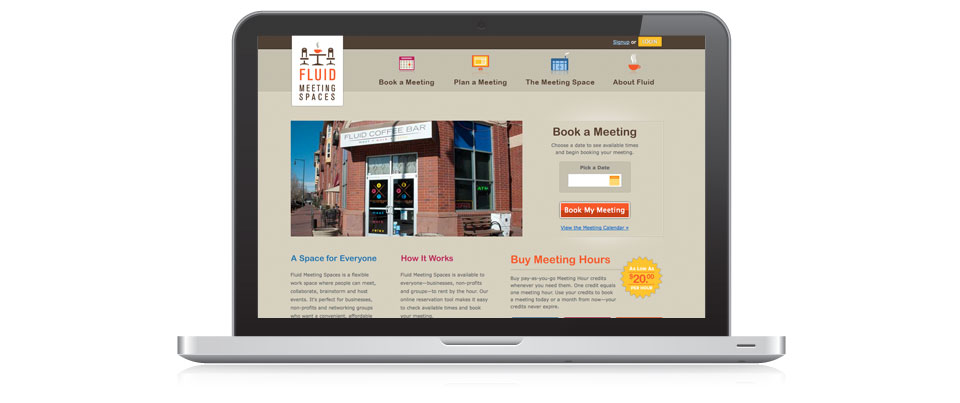 Signup or LOGIN
FLUID
MEETING
SPACES
Book a Meeting
Plan a Meeting
The Meeting Space
About Fluid
FLUID COFFEE BAR
ATM
Book a Meeting
Choose a date to see available times
and begin booking your meeting.
Pick a Date
Book My Meeting
View the Meeting Calendar »
A Space for Everyone
Fluid Meeting Spaces is a flexible
work space where people can meet,
collaborate, brainstorm and host
events. It's perfect for businesses,
non-profits and networking groups
who want a convenient, affordable
How It Works
Fluid Meeting Spaces is available to
everyone—businesses, non-profits
and groups—to rent by the hour. Our
online reservation tool makes it easy
to check available times and book
your meeting.
Buy Meeting Hours
Buy pay-as-you-go Meeting Hour credits
whenever you need them. One credit equals
one meeting hour. Use your credits to book
a meeting today or a month from now—your
credits never expire.
AS LOW AS
$20.00
PER HOUR